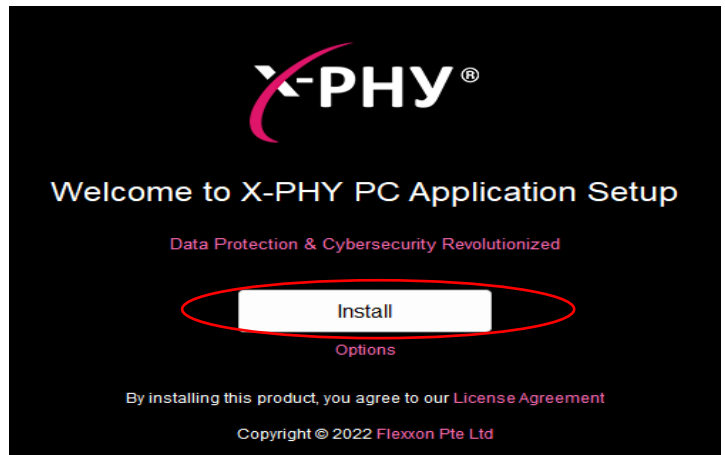 X-PHY®
Welcome to X-PHY PC Application Setup
Data Protection & Cybersecurity Revolutionized
Install
Options
By installing this product, you agree to our License Agreement
Copyright © 2022 Flexxon Pte Ltd